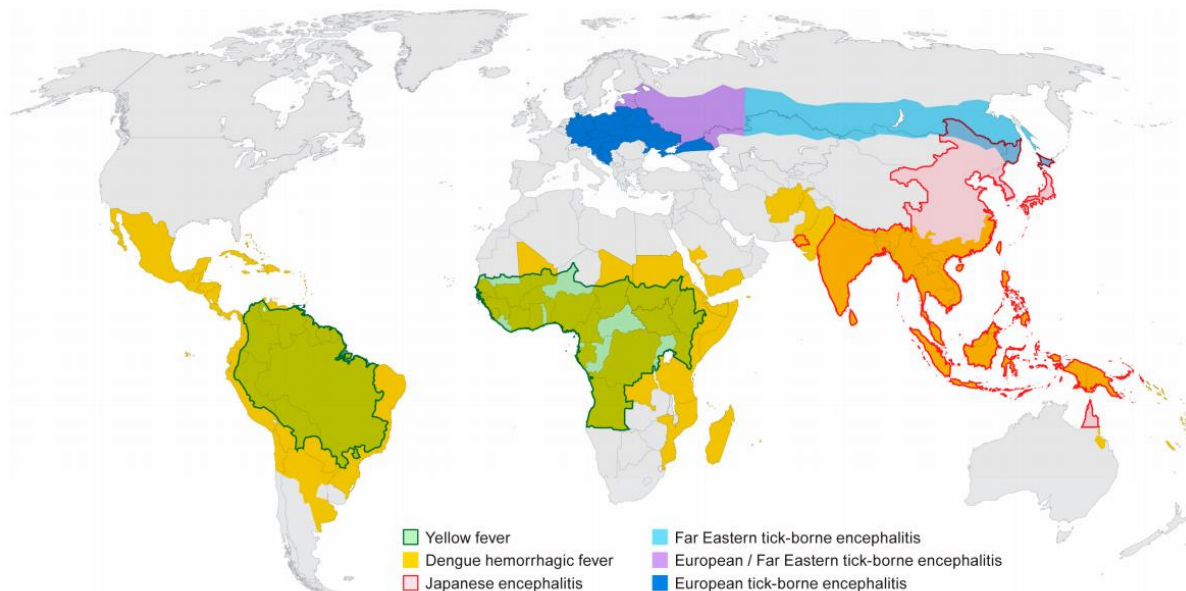 Yellow fever
Dengue hemorrhagic fever
Japanese encephalitis
Far Eastern tick-borne encephalitis
European / Far Eastern tick-borne encephalitis
European tick-borne encephalitis